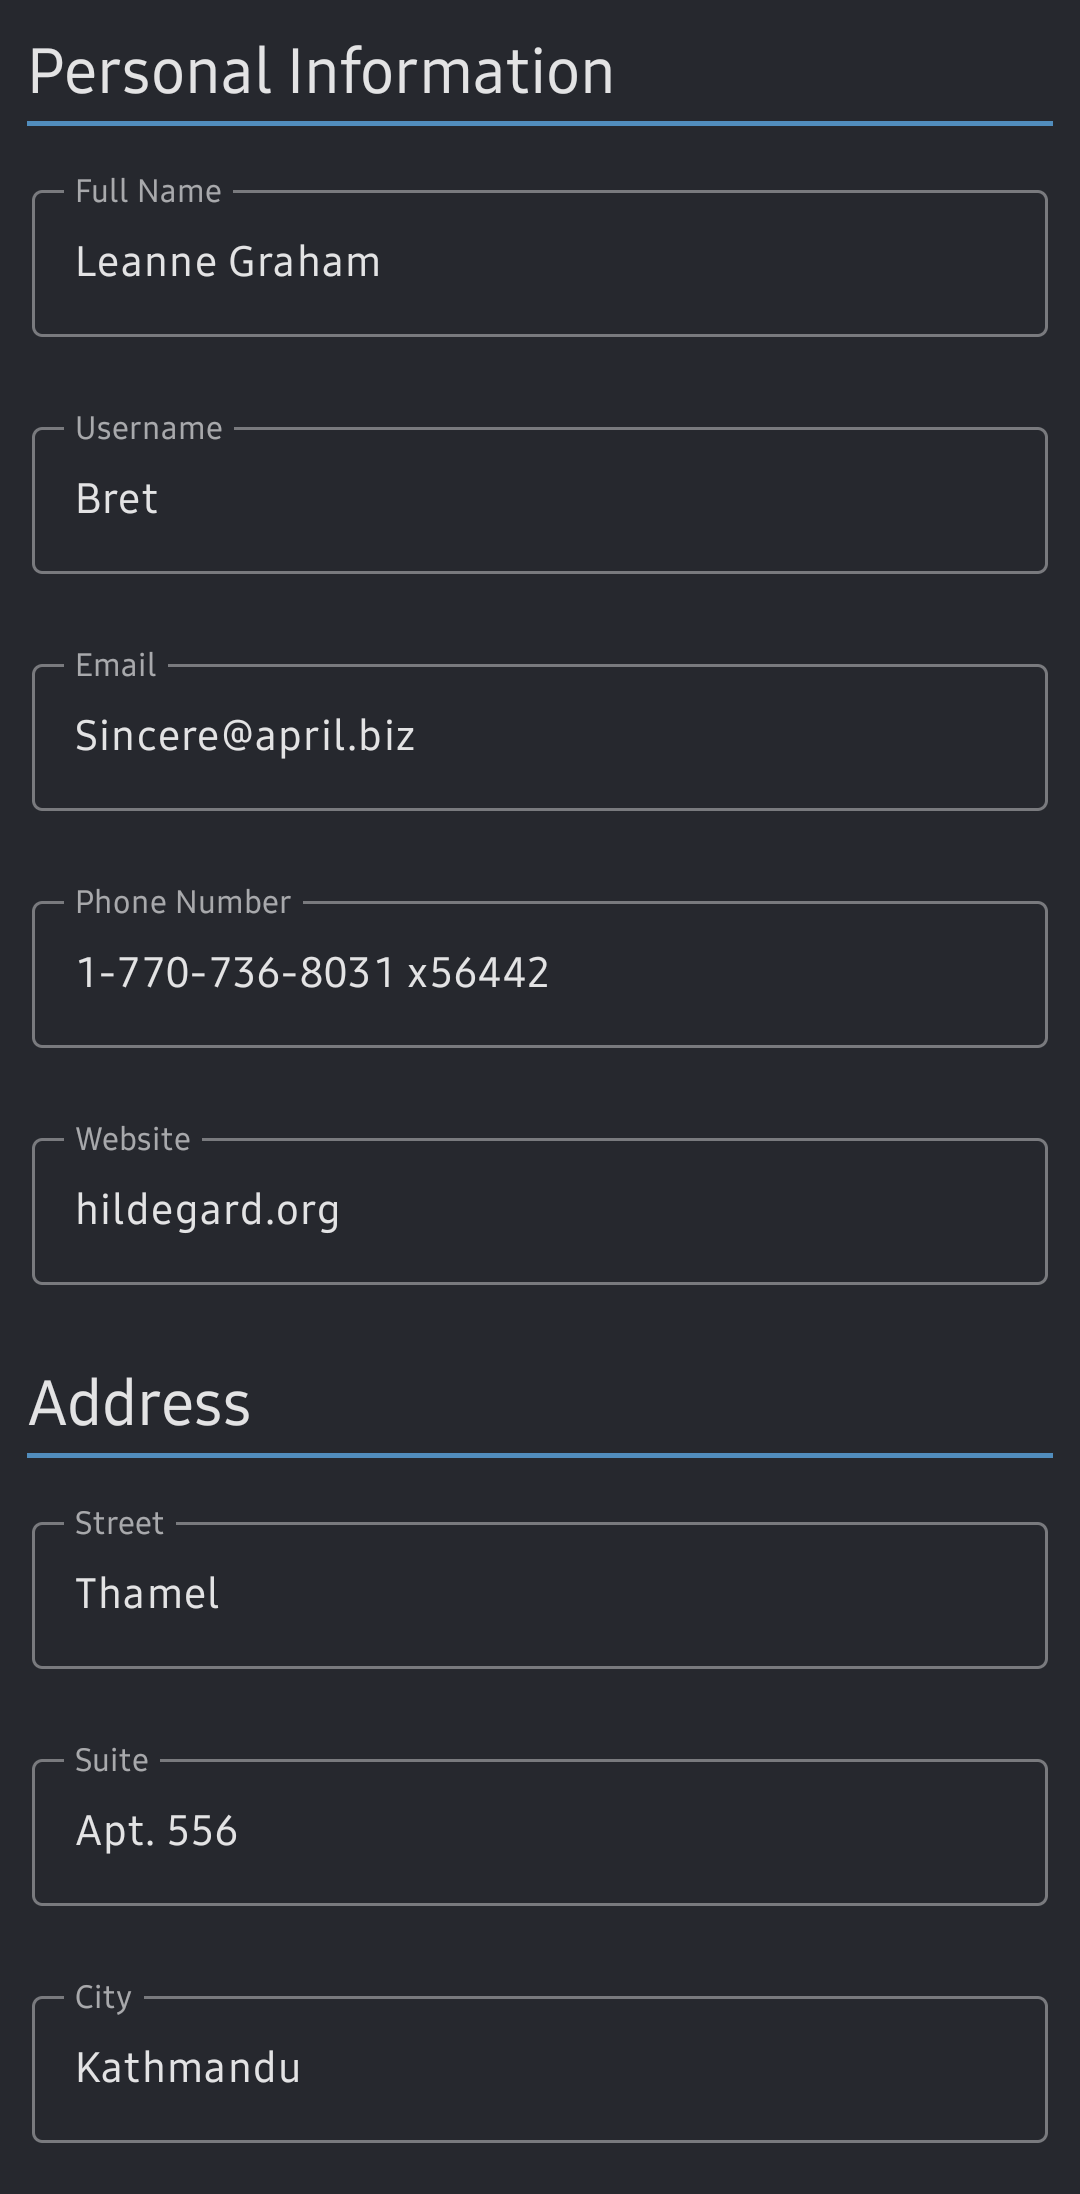 Personal Information
Full Name
Leanne Graham
Username
Bret
Email
Sincere@april.biz
Phone Number
1-770-736-8031 x56442
Website
hildegard.org
Address
Street
Thamel
Suite
Apt. 556
City
Kathmandu